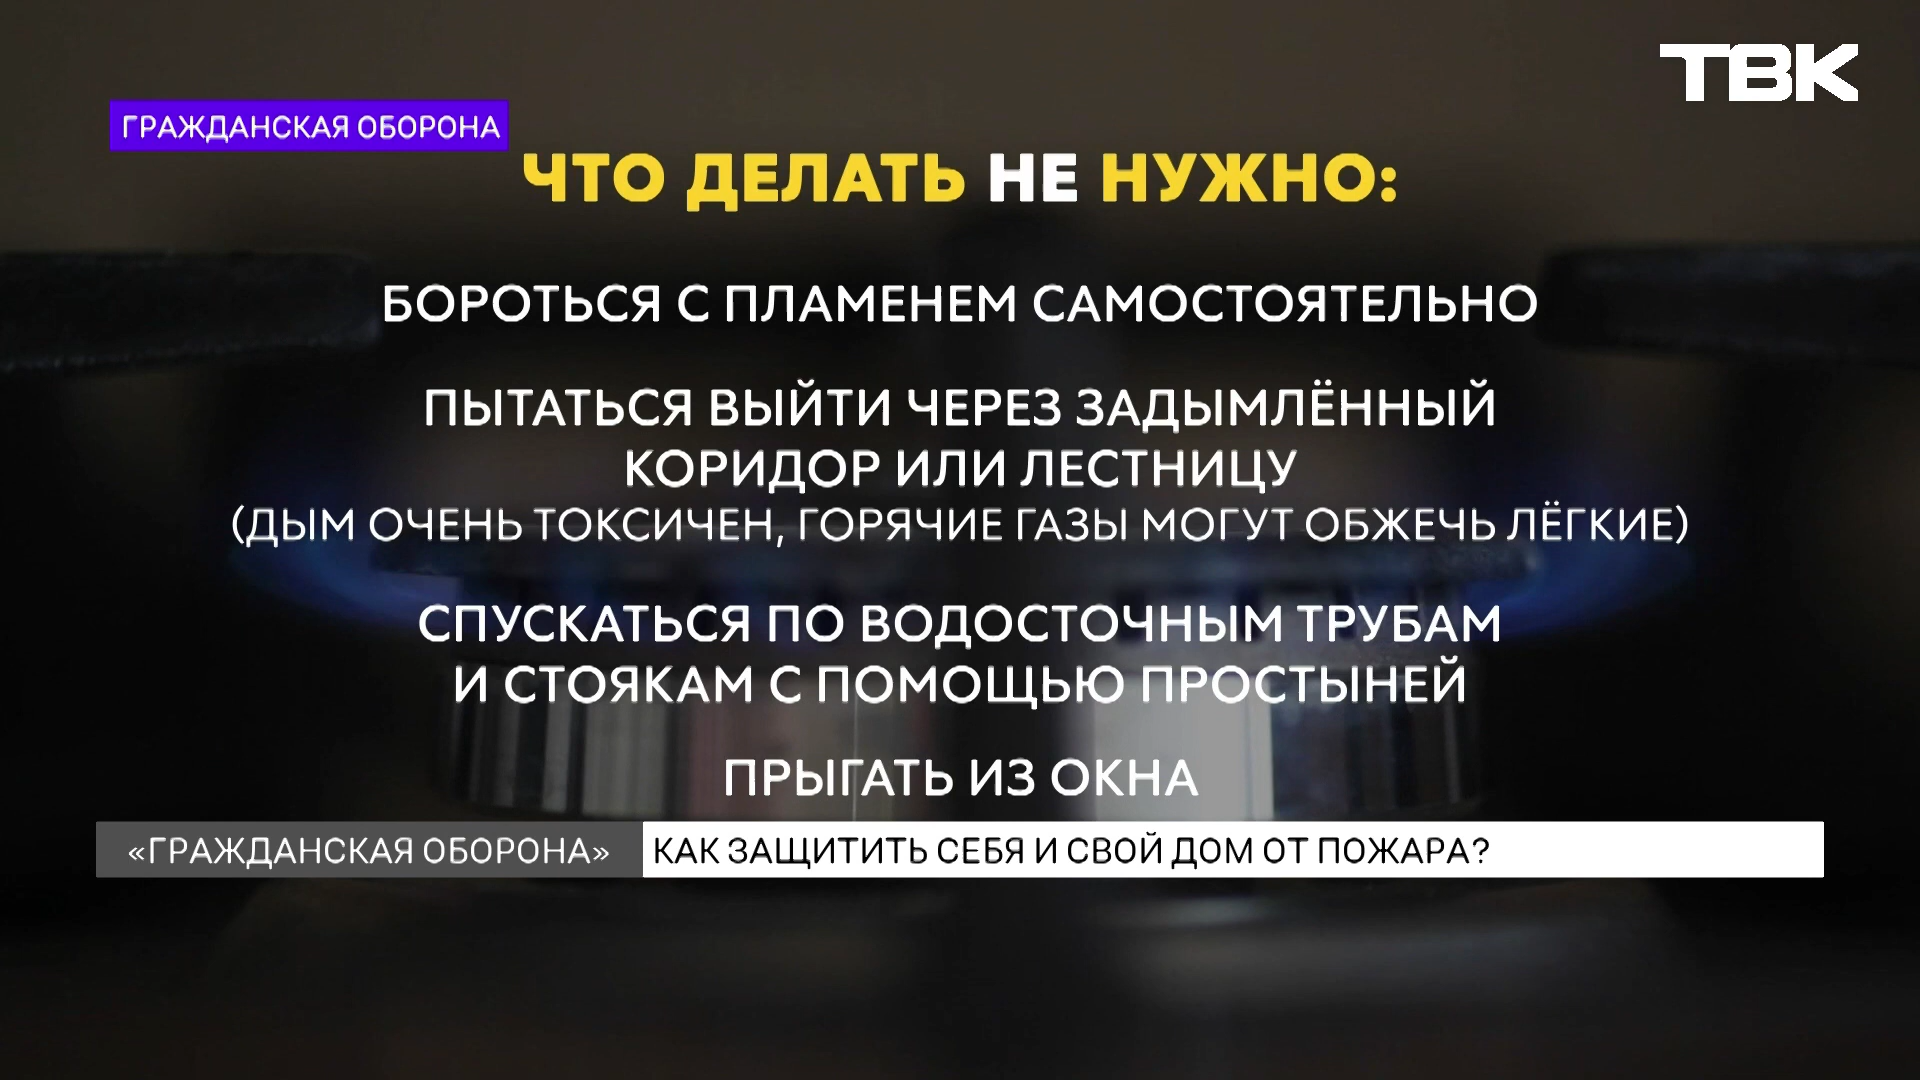 ТВК
ГРАЖДАНСКАЯ ОБОРОНА
ЧТО ДЕЛАТЬ НЕ НУЖНО:
БОРОТЬСЯ С ПЛАМЕНЕМ САМОСТОЯТЕЛЬНО
ПЫТАТЬСЯ ВЫЙТИ ЧЕРЕЗ ЗАДЫМЛЁННЫЙ
КОРИДОР ИЛИ ЛЕСТНИЦУ
(ДЫМ ОЧЕНЬ ТОКСИЧЕН, ГОРЯЧИЕ ГАЗЫ МОГУТ ОБЖЕЧЬ ЛЁГКИЕ)
СПУСКАТЬСЯ ПО ВОДОСТОЧНЫМ ТРУБАМ
И СТОЯКАМ С ПОМОЩЬЮ ПРОСТЫНЕЙ
ПРЫГАТЬ ИЗ ОКНА
«ГРАЖДАНСКАЯ ОБОРОНА» КАК ЗАЩИТИТЬ СЕБЯ И СВОЙ ДОМ ОТ ПОЖАРА?